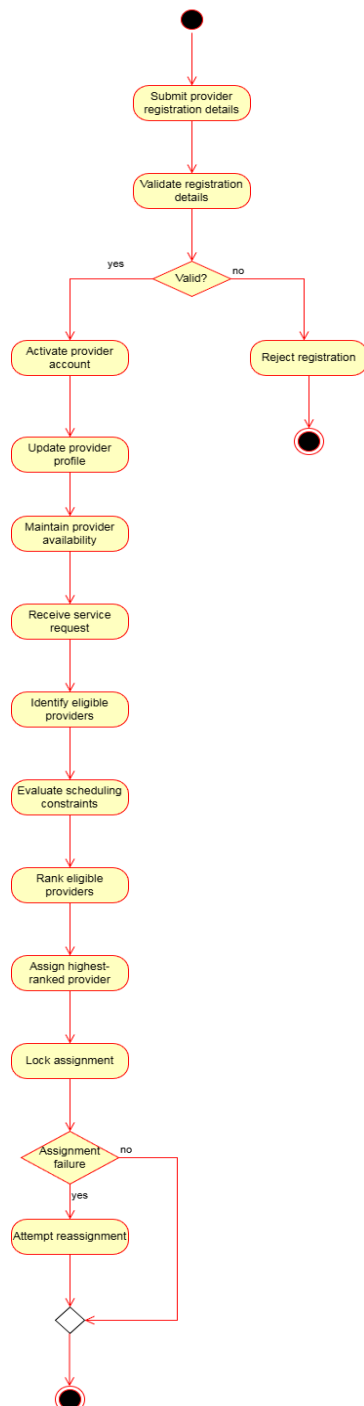 Submit provider
registration details
Validate registration
details
yes
Valid?
no
Activate provider
account
Reject registration
Update provider
profile
Maintain provider
availability
Receive service
request
Identify eligible
providers
Evaluate scheduling
constraints
Rank eligible
providers
Assign highest-
ranked provider
Lock assignment
Assignment
failure
no
yes
Attempt reassignment